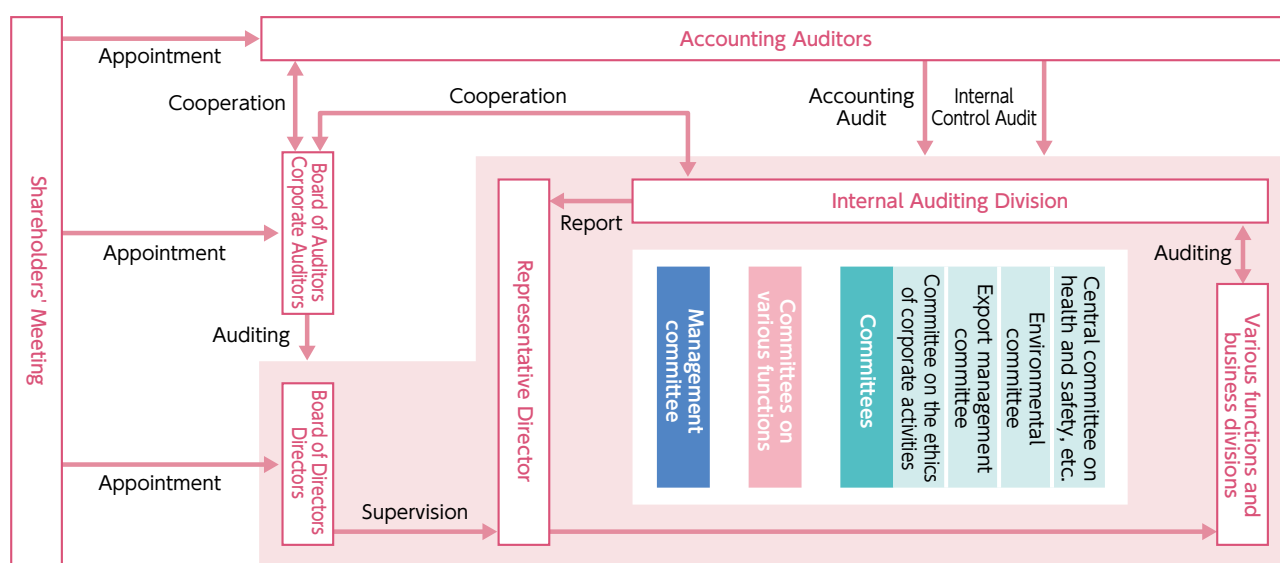 Accounting Auditors
Appointment
Cooperation
Cooperation
Accounting
Audit
Internal
Control Audit
Shareholders' Meeting
Board of Auditors
Corporate Auditors
Internal Auditing Division
Report
Appointment
Auditing
Representative Director
Management
committee
Committees on
various functions
Committees
Committee on the ethics
of corporate activities
Export management
committee
Environmental
committee
Central committee on
health and safety, etc.
Auditing
Various functions and
business divisions
Board of Directors
Directors
Appointment
Supervision